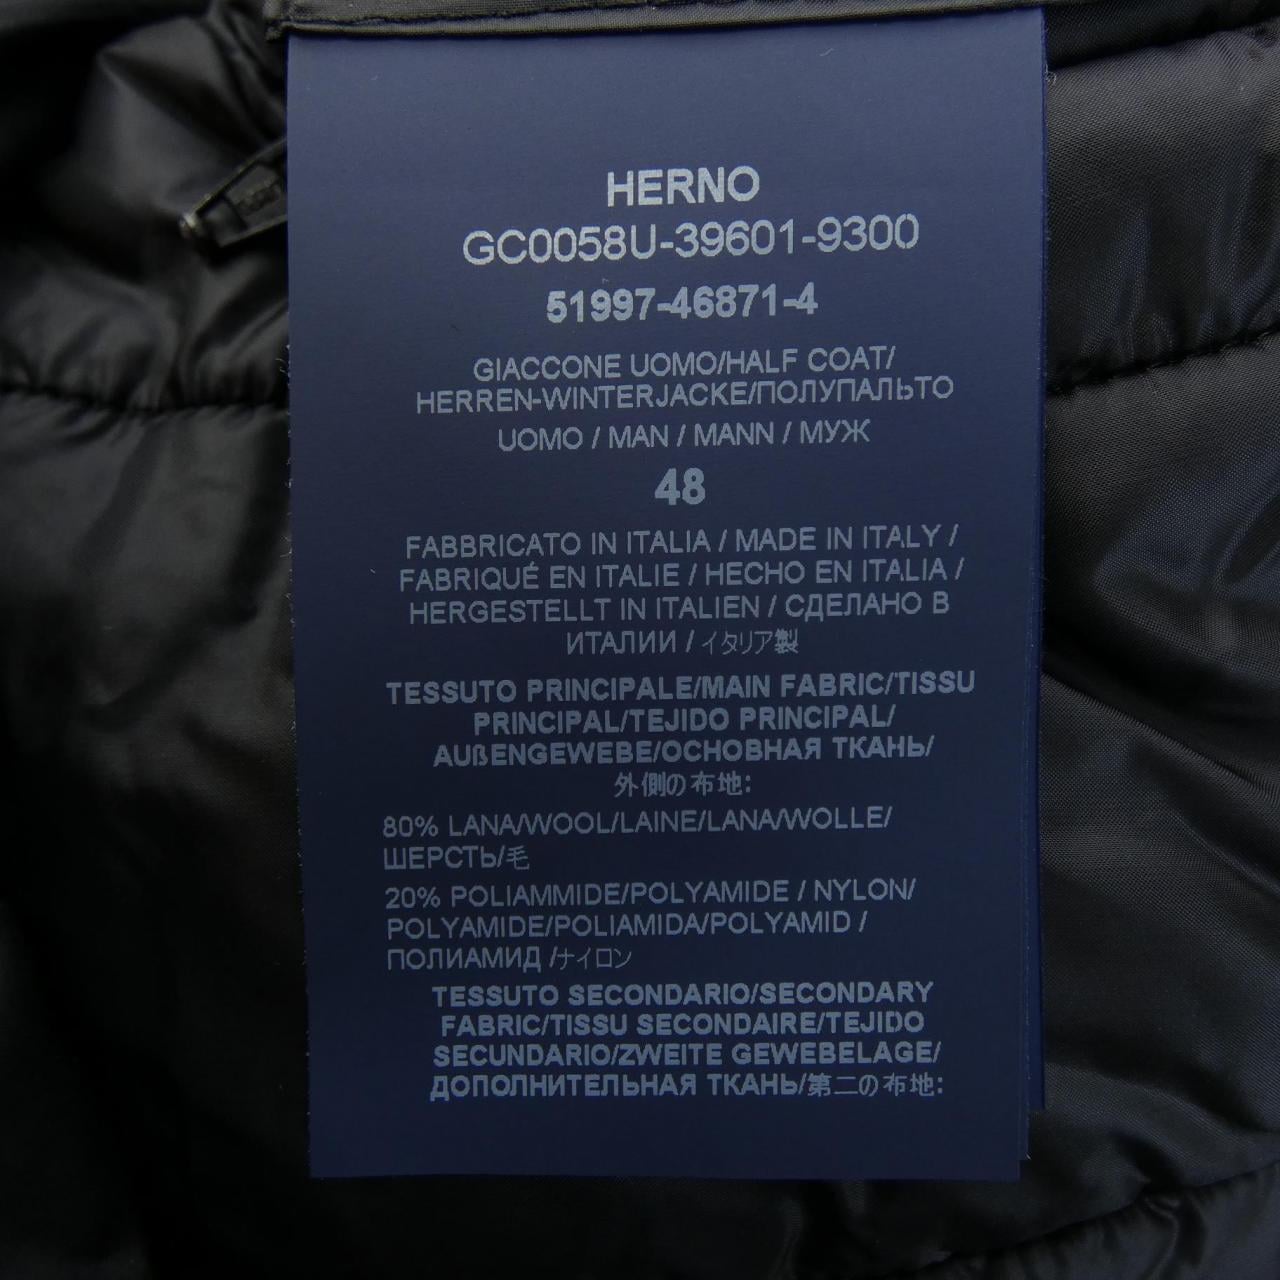 HERNO
GC0058U-39601-9300
51997-46871-4
GIACCONE UOMO/HALF COAT/
HERREN-WINTERJACKE/ПОЛУПАЛЬТО
UOMO / MAN / MANN / МУЖ
48
FABBRICATO IN ITALIA / MADE IN ITALY /
FABRIQUÉ EN ITALIE / HECHO EN ITALIA /
HERGESTELLT IN ITALIEN / СДЕЛАНО В
ИТАЛИИ / イタリア製
TESSUTO PRINCIPALE/MAIN FABRIC/TISSU
PRINCIPAL/TEJIDO PRINCIPAL/
AUßENGEWEBE/ОСНОВНАЯ ТКАНЬ/
外側の布地:
80% LANA/WOOL/LAINE/LANA/WOLLE/
ШЕРСТЬ/毛
20% POLIAMMIDE/POLYAMIDE / NYLON/
POLYAMIDE/POLIAMIDA/POLYAMID /
ПОЛИАМИД /ナイロン
TESSUTO SECONDARIO/SECONDARY
FABRIC/TISSU SECONDAIRE/TEJIDO
SECUNDARIO/ZWEITE GEWEBELAGE/
ДОПОЛНИТЕЛЬНАЯ ТКАНЬ/第二の布地: